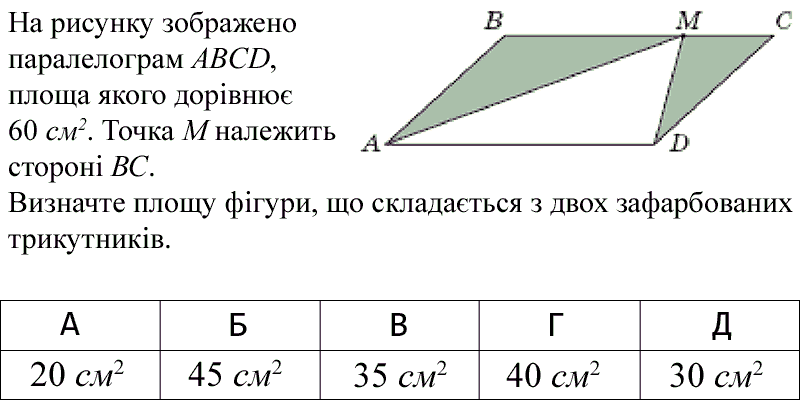 На рисунку зображено
паралелограм ABCD,
площа якого дорівнює
60 см². Точка М належить
стороні ВС.
Визначте площу фігури, що складається з двох зафарбованих
трикутників.
B M C
A D
А Б В Г Д
20 см² 45 см² 35 см² 40 см² 30 см²